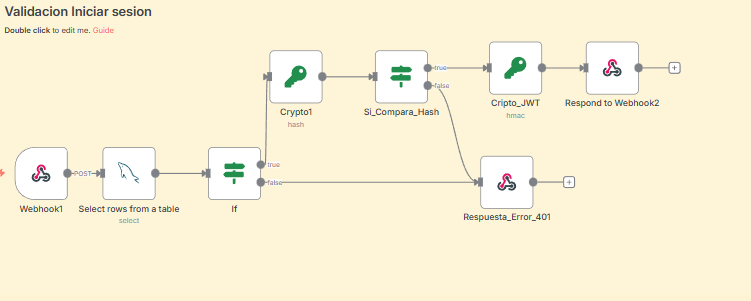 Validacion Iniciar sesion
Double click to edit me. Guide
Crypto1
hash
true
false
Si_Compara_Hash
Cripto_JWT
hmac
Respond to Webhook2
POST
Webhook1
Select rows from a table
select
true
false
If
Respuesta_Error_401